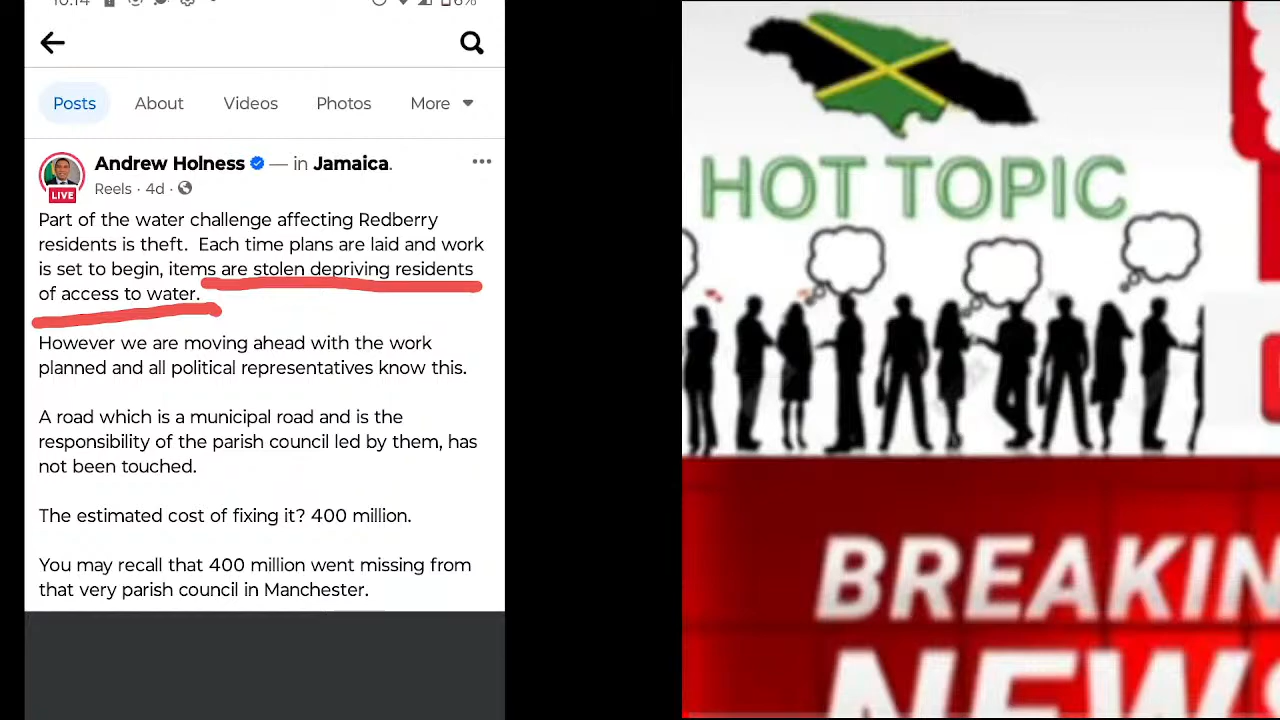 Posts About Videos Photos More
Andrew Holness — in Jamaica.
LIVE
Reels · 4d ·
Part of the water challenge affecting Redberry
residents is theft. Each time plans are laid and work
is set to begin, items are stolen depriving residents
of access to water.
However we are moving ahead with the work
planned and all political representatives know this.
A road which is a municipal road and is the
responsibility of the parish council led by them, has
not been touched.
The estimated cost of fixing it? 400 million.
You may recall that 400 million went missing from
that very parish council in Manchester.
HOT TOPIC
BREAKIN
NEWS